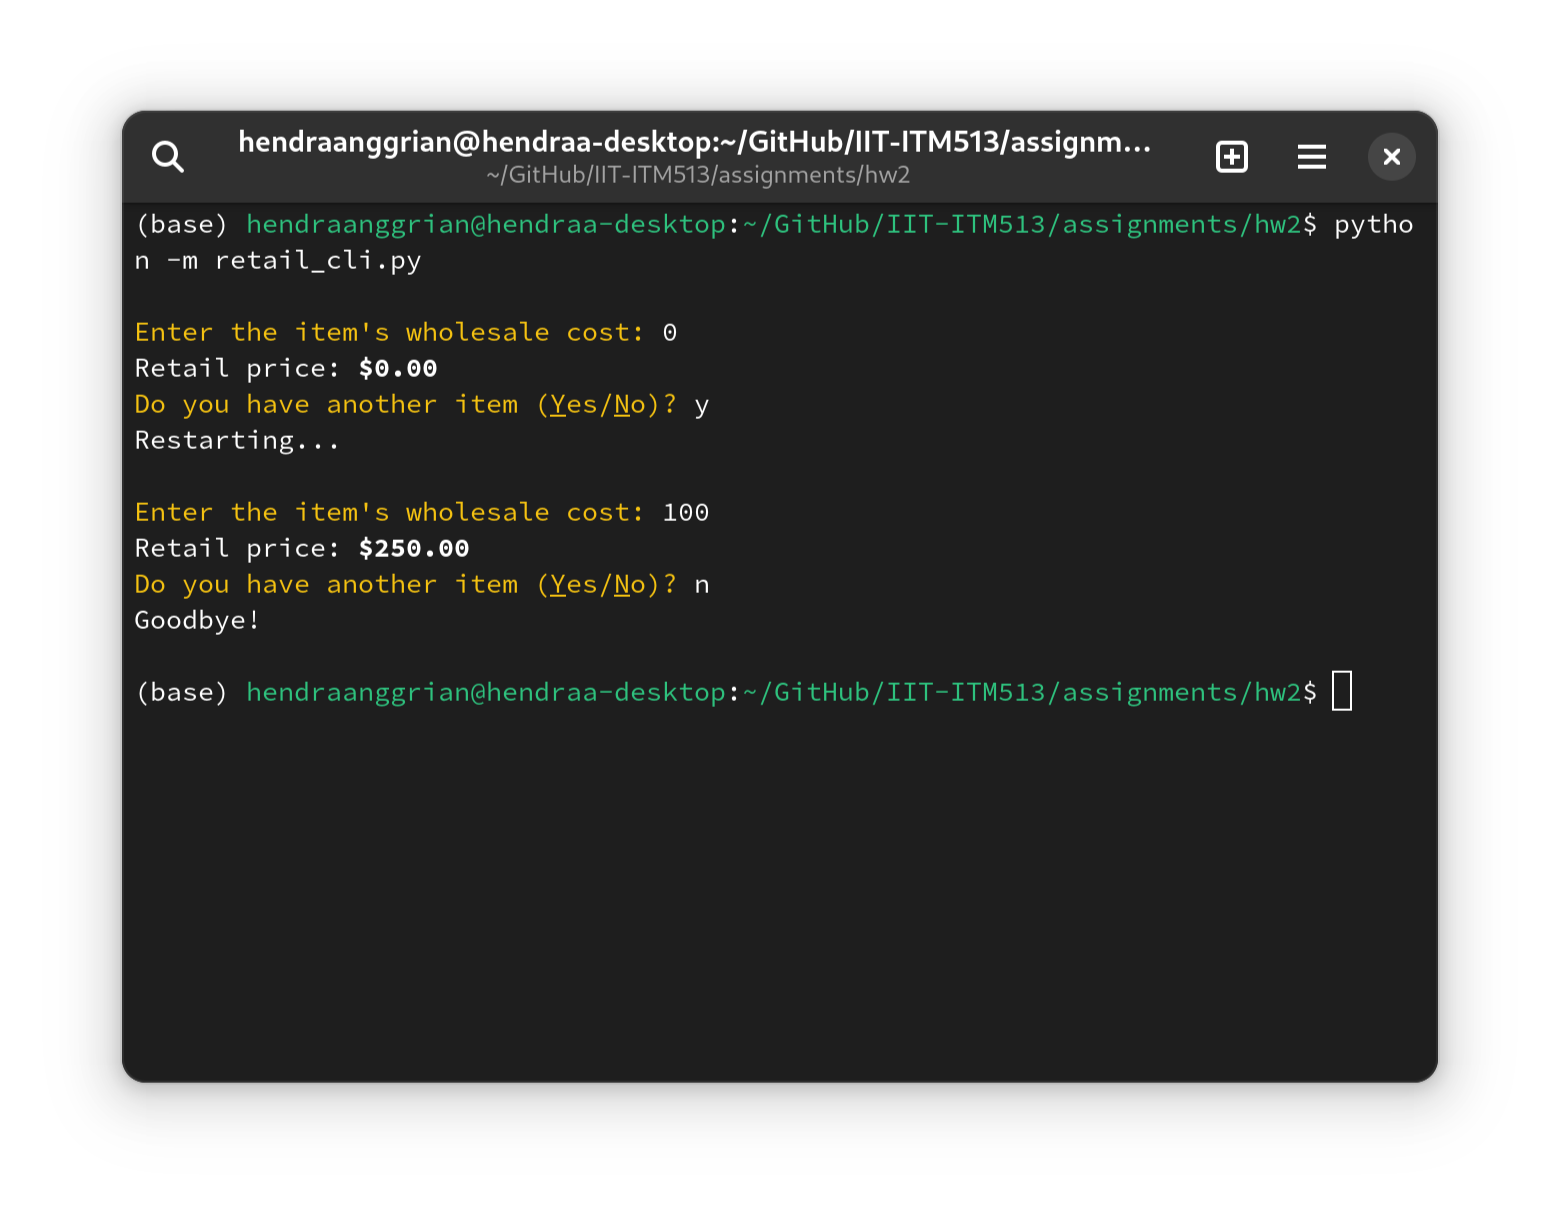 hendraanggrian@hendraa-desktop:~/GitHub/IIT-ITM513/assignm...
~/GitHub/IIT-ITM513/assignments/hw2
(base) hendraanggrian@hendraa-desktop:~/GitHub/IIT-ITM513/assignments/hw2$ pytho
n -m retail_cli.py
Enter the item's wholesale cost: 0
Retail price: $0.00
Do you have another item (Yes/No)? y
Restarting...
Enter the item's wholesale cost: 100
Retail price: $250.00
Do you have another item (Yes/No)? n
Goodbye!
(base) hendraanggrian@hendraa-desktop:~/GitHub/IIT-ITM513/assignments/hw2$